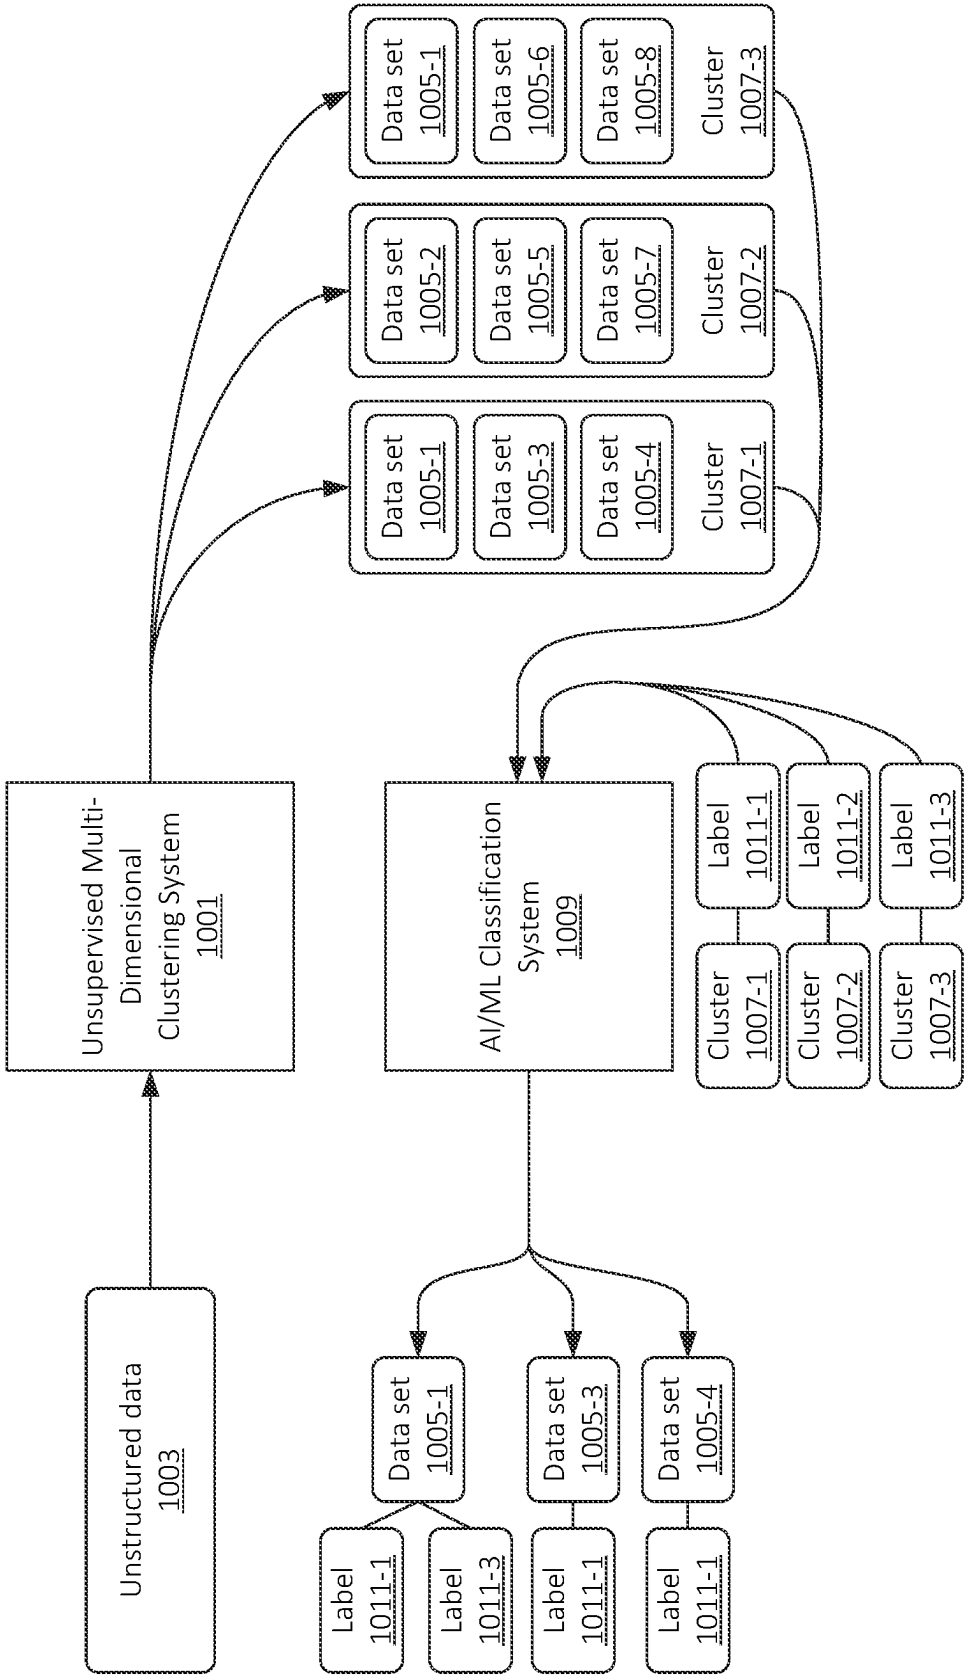 Unstructured data
1003
Unsupervised Multi-
Dimensional
Clustering System
1001
Data set
1005-1
Data set
1005-3
Data set
1005-4
Cluster
1007-1
Data set
1005-2
Data set
1005-5
Data set
1005-7
Cluster
1007-2
Data set
1005-1
Data set
1005-6
Data set
1005-8
Cluster
1007-3
Label
1011-1
Label
1011-3
Data set
1005-1
Label
1011-1
Data set
1005-3
Label
1011-1
Data set
1005-4
AI/ML Classification
System
1009
Cluster
1007-1
Label
1011-1
Cluster
1007-2
Label
1011-2
Cluster
1007-3
Label
1011-3